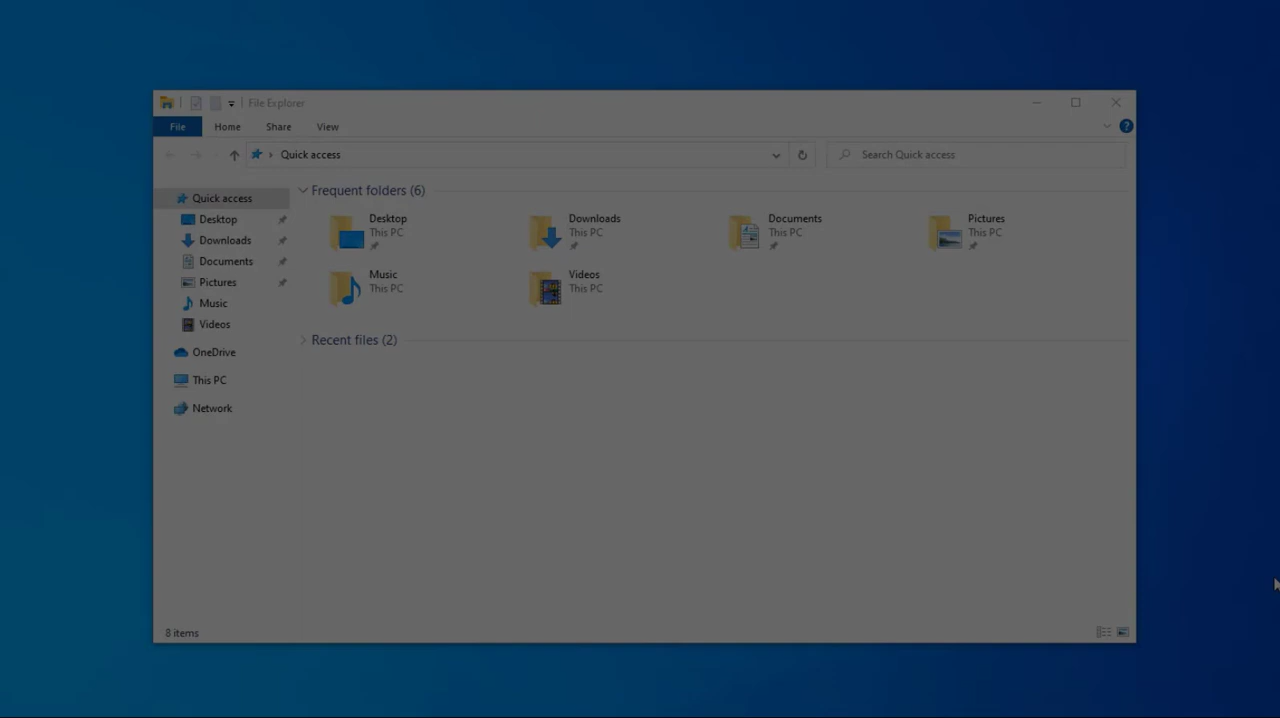 File Explorer
File Home Share View
Quick access
Search Quick access
Quick access
Desktop
Downloads
Documents
Pictures
Music
Videos
OneDrive
This PC
Network
Frequent folders (6)
Desktop
This PC
Downloads
This PC
Documents
This PC
Pictures
This PC
Music
This PC
Videos
This PC
Recent files (2)
8 items